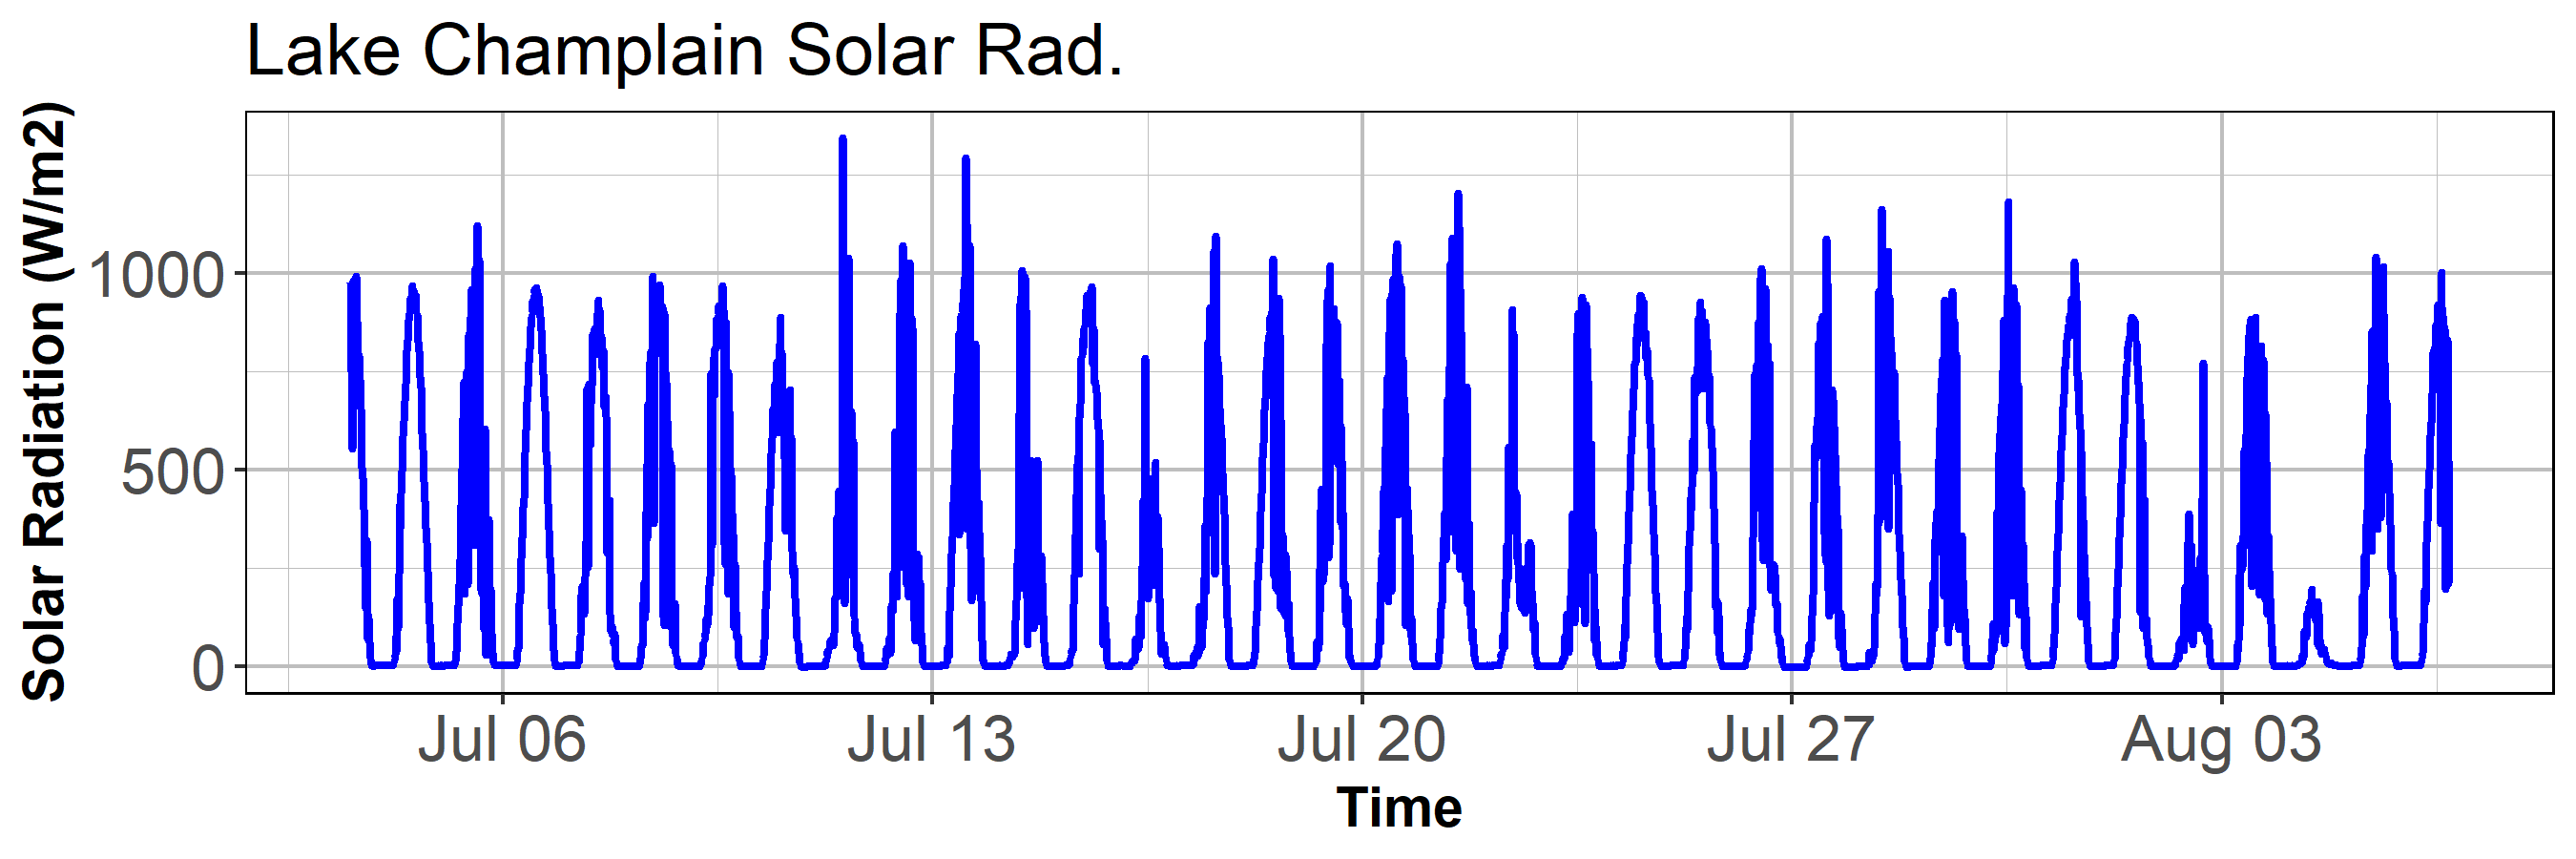 Lake Champlain Solar Rad.
Solar Radiation (W/m2)
1000
500
0
Jul 06
Jul 13
Jul 20
Jul 27
Aug 03
Time